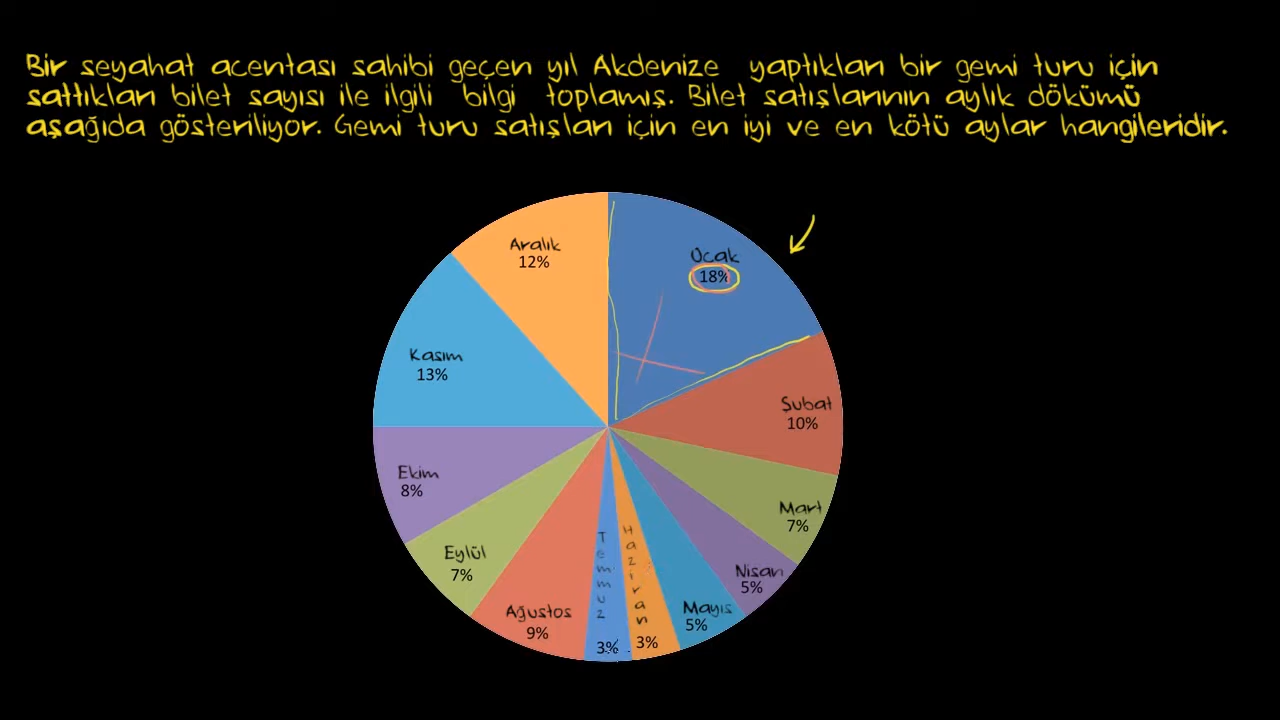 Bir seyahat acentası sahibi geçen yıl Akdenize yaptıkları bir gemi turu için
sattıkları bilet sayısı ile ilgili bilgi toplamış. Bilet satışlarının aylık dökümü
aşağıda gösteriliyor. Gemi turu satışları için en iyi ve en kötü aylar hangileridir.
Aralık
12%
Ocak
18%
Kasım
13%
Şubat
10%
Ekim
8%
Mart
7%
Eylül
7%
Nisan
5%
Ağustos
9%
Temmuz
3%
Haziran
3%
Mayıs
5%